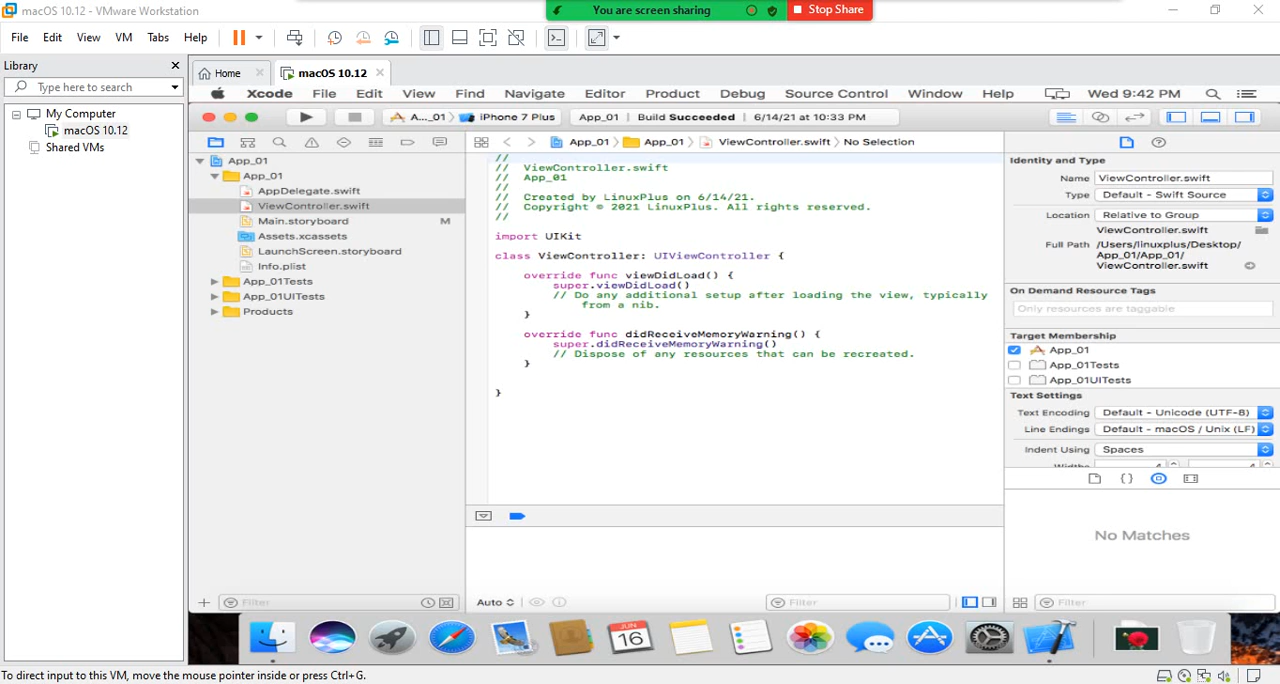 macOS 10.12 - VMware Workstation
You are screen sharing
Stop Share
File Edit View VM Tabs Help
Library
Type here to search
My Computer
macOS 10.12
Shared VMs
Home
macOS 10.12
Xcode File Edit View Find Navigate Editor Product Debug Source Control Window Help Wed 9:42 PM
A..._01 iPhone 7 Plus App_01 Build Succeeded 6/14/21 at 10:33 PM
App_01 App_01 ViewController.swift No Selection
App_01
App_01
AppDelegate.swift
ViewController.swift
Main.storyboard M
Assets.xcassets
LaunchScreen.storyboard
Info.plist
App_01Tests
App_01UITests
Products
Filter
//
// ViewController.swift
// App_01
//
// Created by LinuxPlus on 6/14/21.
// Copyright © 2021 LinuxPlus. All rights reserved.
//
import UIKit
class ViewController: UIViewController {
override func viewDidLoad() {
super.viewDidLoad()
// Do any additional setup after loading the view, typically
from a nib.
}
override func didReceiveMemoryWarning() {
super.didReceiveMemoryWarning()
// Dispose of any resources that can be recreated.
}
}
Auto
Filter
Identity and Type
Name ViewController.swift
Type Default - Swift Source
Location Relative to Group
ViewController.swift
Full Path /Users/linuxplus/Desktop/
App_01/App_01/
ViewController.swift
On Demand Resource Tags
Only resources are taggable
Target Membership
App_01
App_01Tests
App_01UITests
Text Settings
Text Encoding Default - Unicode (UTF-8)
Line Endings Default - macOS / Unix (LF)
Indent Using Spaces
Widths 4 4
{ }
No Matches
Filter
JUN
16
To direct input to this VM, move the mouse pointer inside or press Ctrl+G.